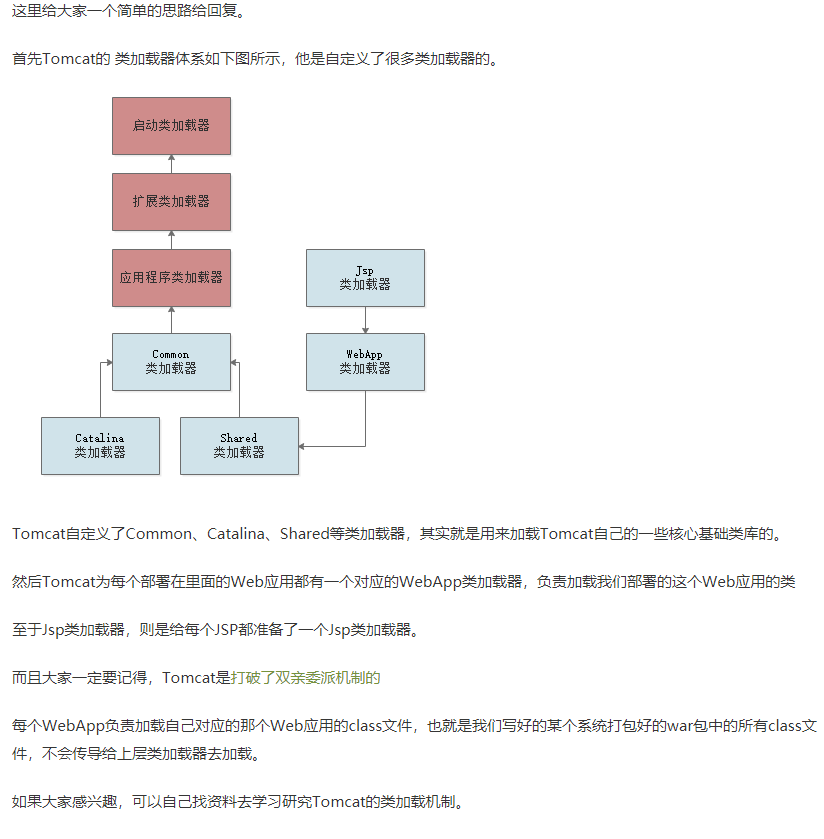 这里给大家一个简单的思路给回复。
首先Tomcat的 类加载器体系如下图所示，他是自定义了很多类加载器的。
启动类加载器
扩展类加载器
应用程序类加载器
Jsp
类加载器
Common
类加载器
WebApp
类加载器
Catalina
类加载器
Shared
类加载器
Tomcat自定义了Common、Catalina、Shared等类加载器，其实就是用来加载Tomcat自己的一些核心基础类库的。
然后Tomcat为每个部署在里面的Web应用都有一个对应的WebApp类加载器，负责加载我们部署的这个Web应用的类
至于Jsp类加载器，则是给每个JSP都准备了一个Jsp类加载器。
而且大家一定要记得，Tomcat是打破了双亲委派机制的
每个WebApp负责加载自己对应的那个Web应用的class文件，也就是我们写好的某个系统打包好的war包中的所有class文
件，不会传导给上层类加载器去加载。
如果大家感兴趣，可以自己找资料去学习研究Tomcat的类加载机制。